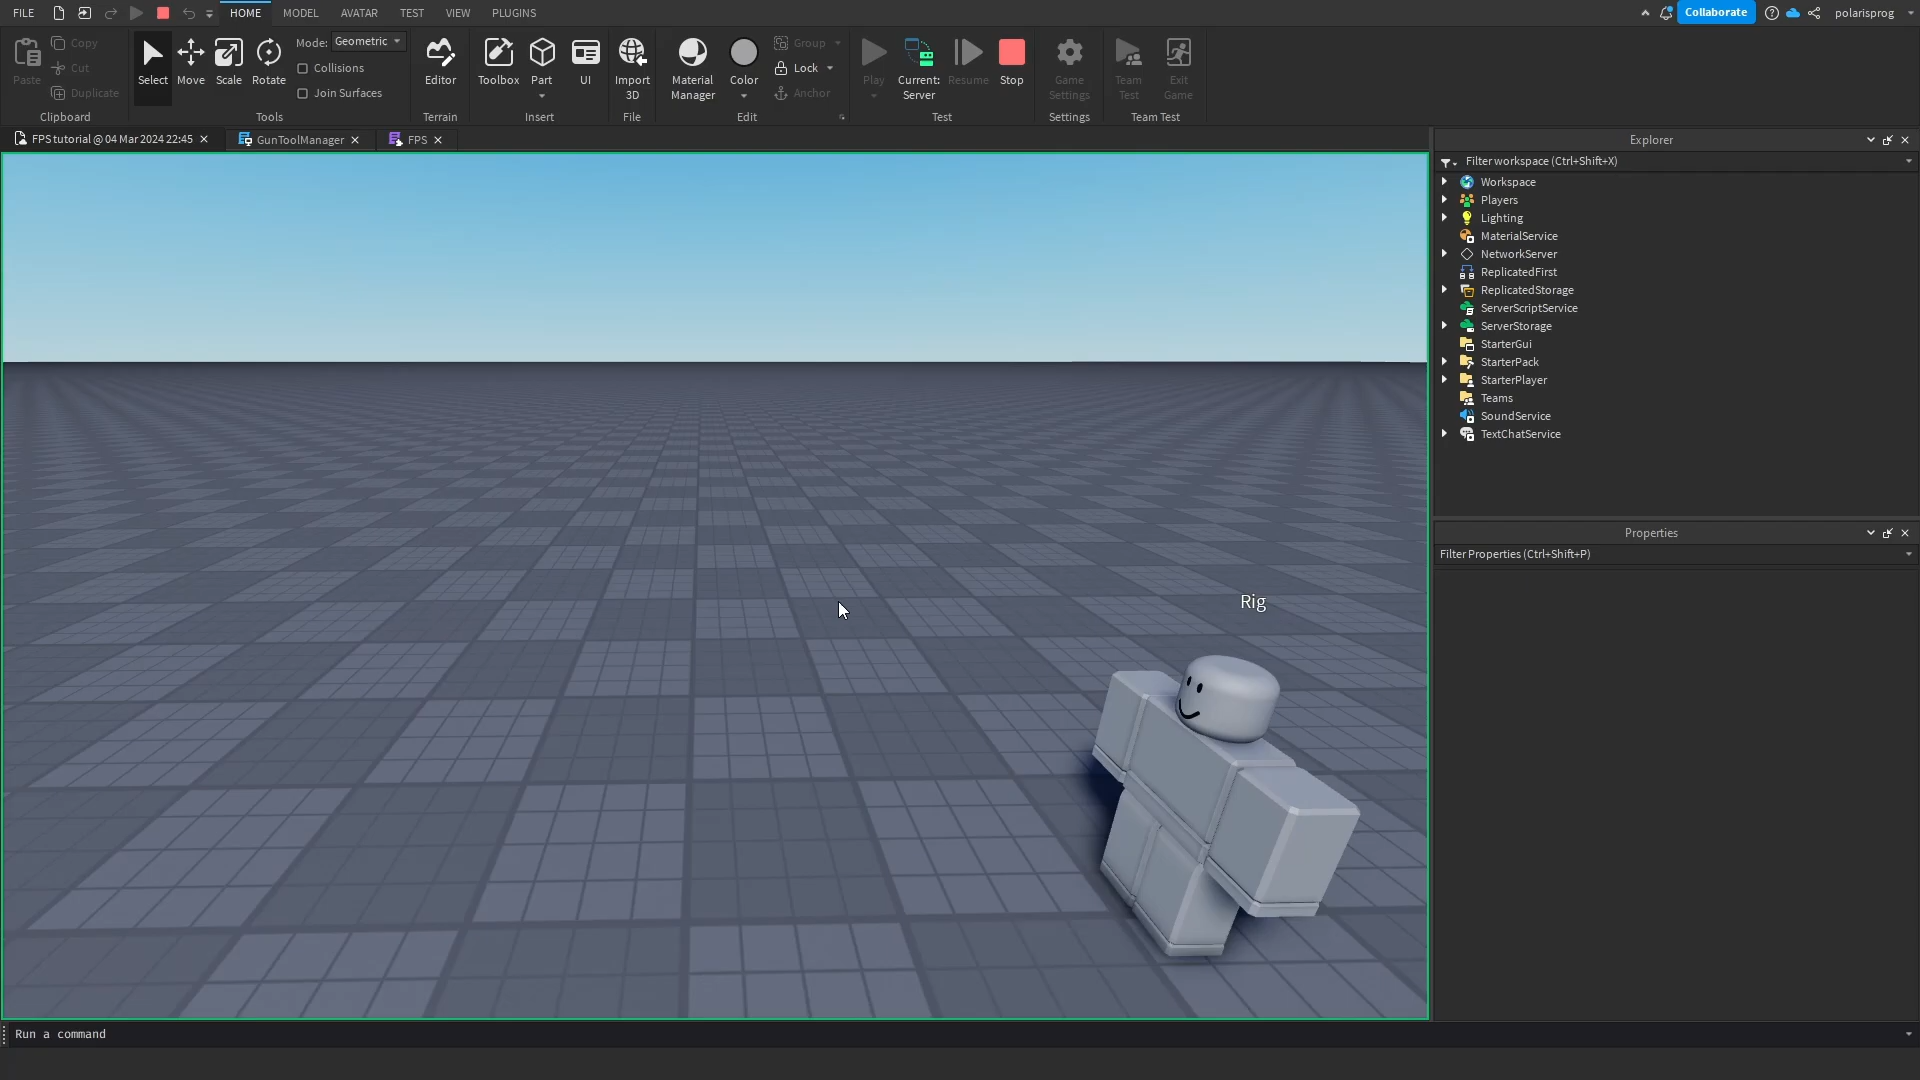 FILE HOME MODEL AVATAR TEST VIEW PLUGINS Collaborate polarisprog
Paste Copy Cut Duplicate
Clipboard
Select Move Scale Rotate
Mode: Geometric
Collisions
Join Surfaces
Tools
Editor
Terrain
Toolbox Part UI
Insert
Import 3D
File
Material Manager Color Group Lock Anchor
Edit
Play Current: Server Resume Stop
Test
Game Settings
Settings
Team Test Exit Game
Team Test
FPS tutorial @ 04 Mar 2024 22:45 GunToolManager FPS
Rig
Explorer
Filter workspace (Ctrl+Shift+X)
Workspace
Players
Lighting
MaterialService
NetworkServer
ReplicatedFirst
ReplicatedStorage
ServerScriptService
ServerStorage
StarterGui
StarterPack
StarterPlayer
Teams
SoundService
TextChatService
Properties
Filter Properties (Ctrl+Shift+P)
Run a command